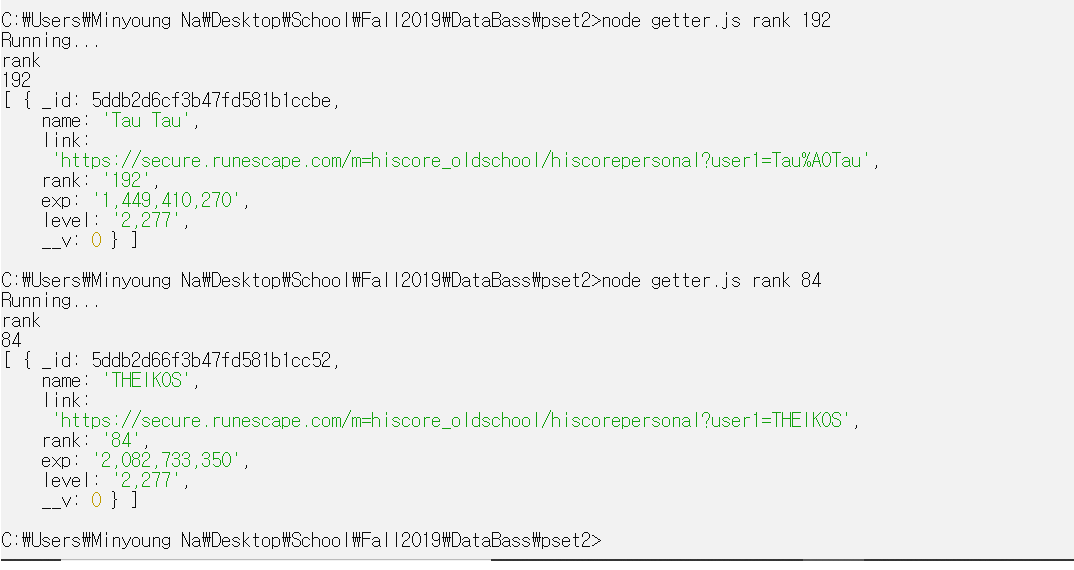 C:₩Users₩Minyoung Na₩Desktop₩School₩Fall2019₩DataBass₩pset2>node getter.js rank 192
Running...
rank
192
[ { _id: 5ddb2d6cf3b47fd581b1ccbe,
    name: 'Tau Tau',
    link:
     'https://secure.runescape.com/m=hiscore_oldschool/hiscorepersonal?user1=Tau%A0Tau',
    rank: '192',
    exp: '1,449,410,270',
    level: '2,277',
    __v: 0 } ]
C:₩Users₩Minyoung Na₩Desktop₩School₩Fall2019₩DataBass₩pset2>node getter.js rank 84
Running...
rank
84
[ { _id: 5ddb2d66f3b47fd581b1cc52,
    name: 'THEIKOS',
    link:
     'https://secure.runescape.com/m=hiscore_oldschool/hiscorepersonal?user1=THEIKOS',
    rank: '84',
    exp: '2,082,733,350',
    level: '2,277',
    __v: 0 } ]
C:₩Users₩Minyoung Na₩Desktop₩School₩Fall2019₩DataBass₩pset2>